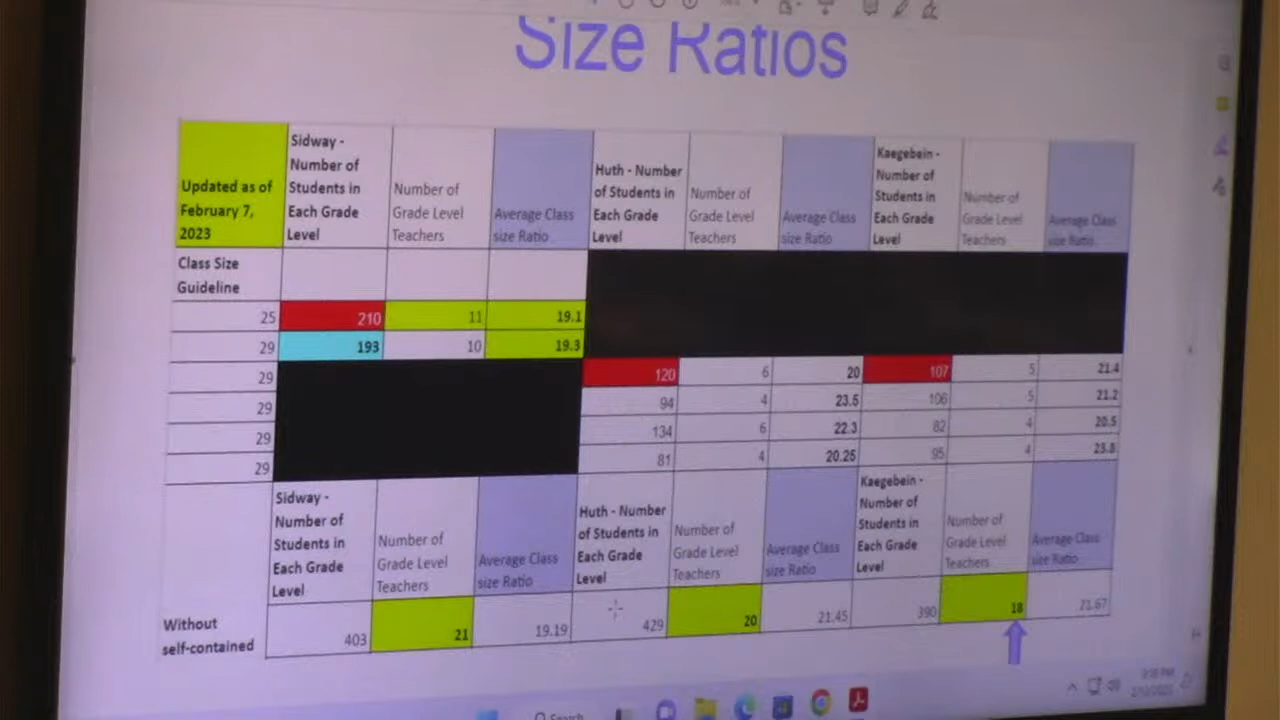 Size Ratios
Updated as of February 7, 2023 | Sidway - Number of Students in Each Grade Level | Number of Grade Level Teachers | Average Class size Ratio | Huth - Number of Students in Each Grade Level | Number of Grade Level Teachers | Average Class size Ratio | Kaegebein - Number of Students in Each Grade Level | Number of Grade Level Teachers | Average Class size Ratio
Class Size Guideline
25 210 11 19.1
29 193 10 19.3
29 120 6 20 107 5 21.4
29 94 4 23.5 106 5 21.2
29 134 6 22.3 82 4 20.5
29 81 4 20.25 95 4
Sidway - Number of Students in Each Grade Level | Number of Grade Level Teachers | Average Class size Ratio | Huth - Number of Students in Each Grade Level | Number of Grade Level Teachers | Average Class size Ratio | Kaegebein - Number of Students in Each Grade Level | Number of Grade Level Teachers | Average Class size Ratio
Without self-contained 403 21 19.19 429 20 21.45 390 18 21.67
Search